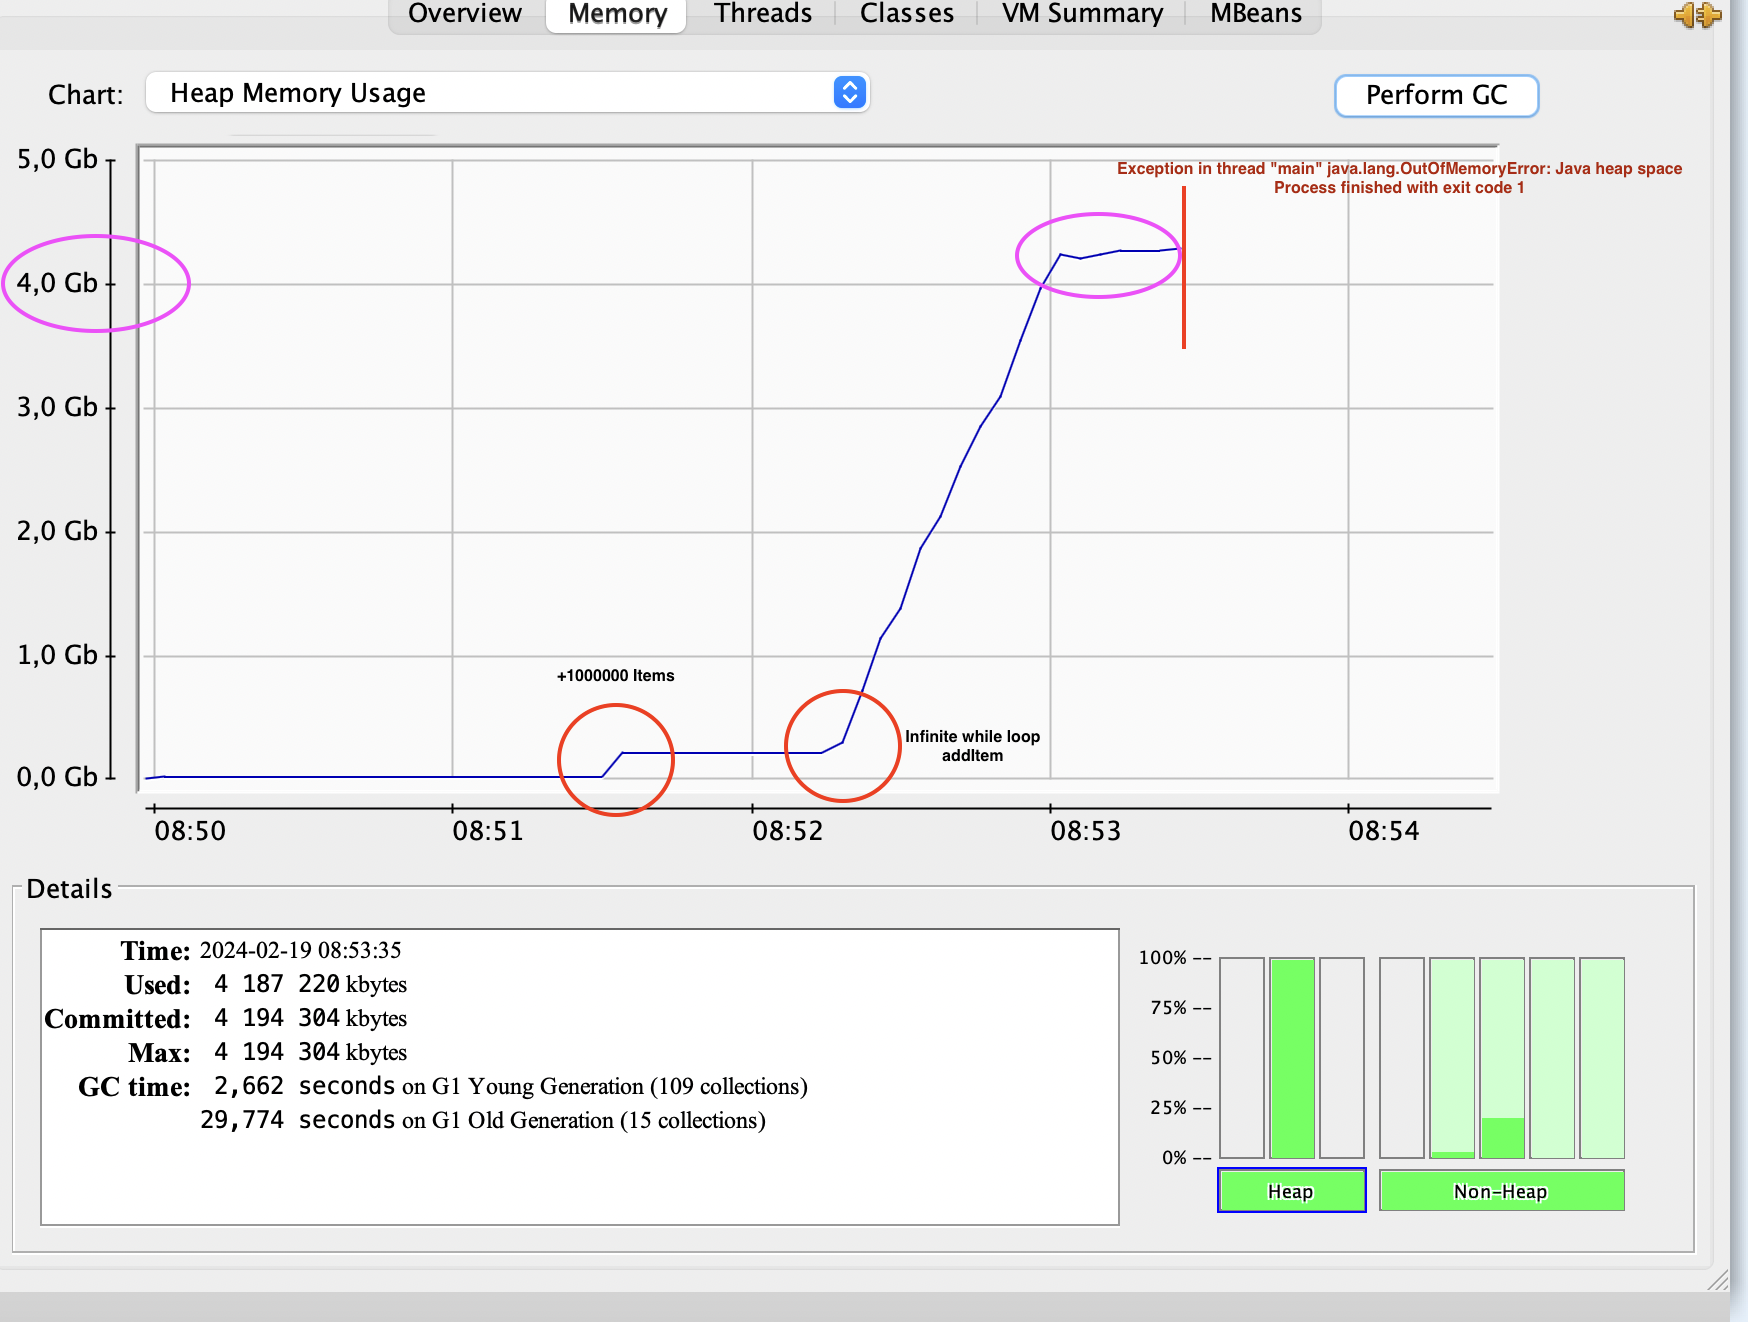 Overview Memory Threads Classes VM Summary MBeans
Chart: Heap Memory Usage Perform GC
5,0 Gb
Exception in thread "main" java.lang.OutOfMemoryError: Java heap space
Process finished with exit code 1
4,0 Gb
3,0 Gb
2,0 Gb
1,0 Gb
+1000000 Items
Infinite while loop
addItem
0,0 Gb
08:50 08:51 08:52 08:53 08:54
Details
Time: 2024-02-19 08:53:35
Used: 4 187 220 kbytes
Committed: 4 194 304 kbytes
Max: 4 194 304 kbytes
GC time: 2,662 seconds on G1 Young Generation (109 collections)
29,774 seconds on G1 Old Generation (15 collections)
100% --
75% --
50% --
25% --
0% --
Heap Non-Heap